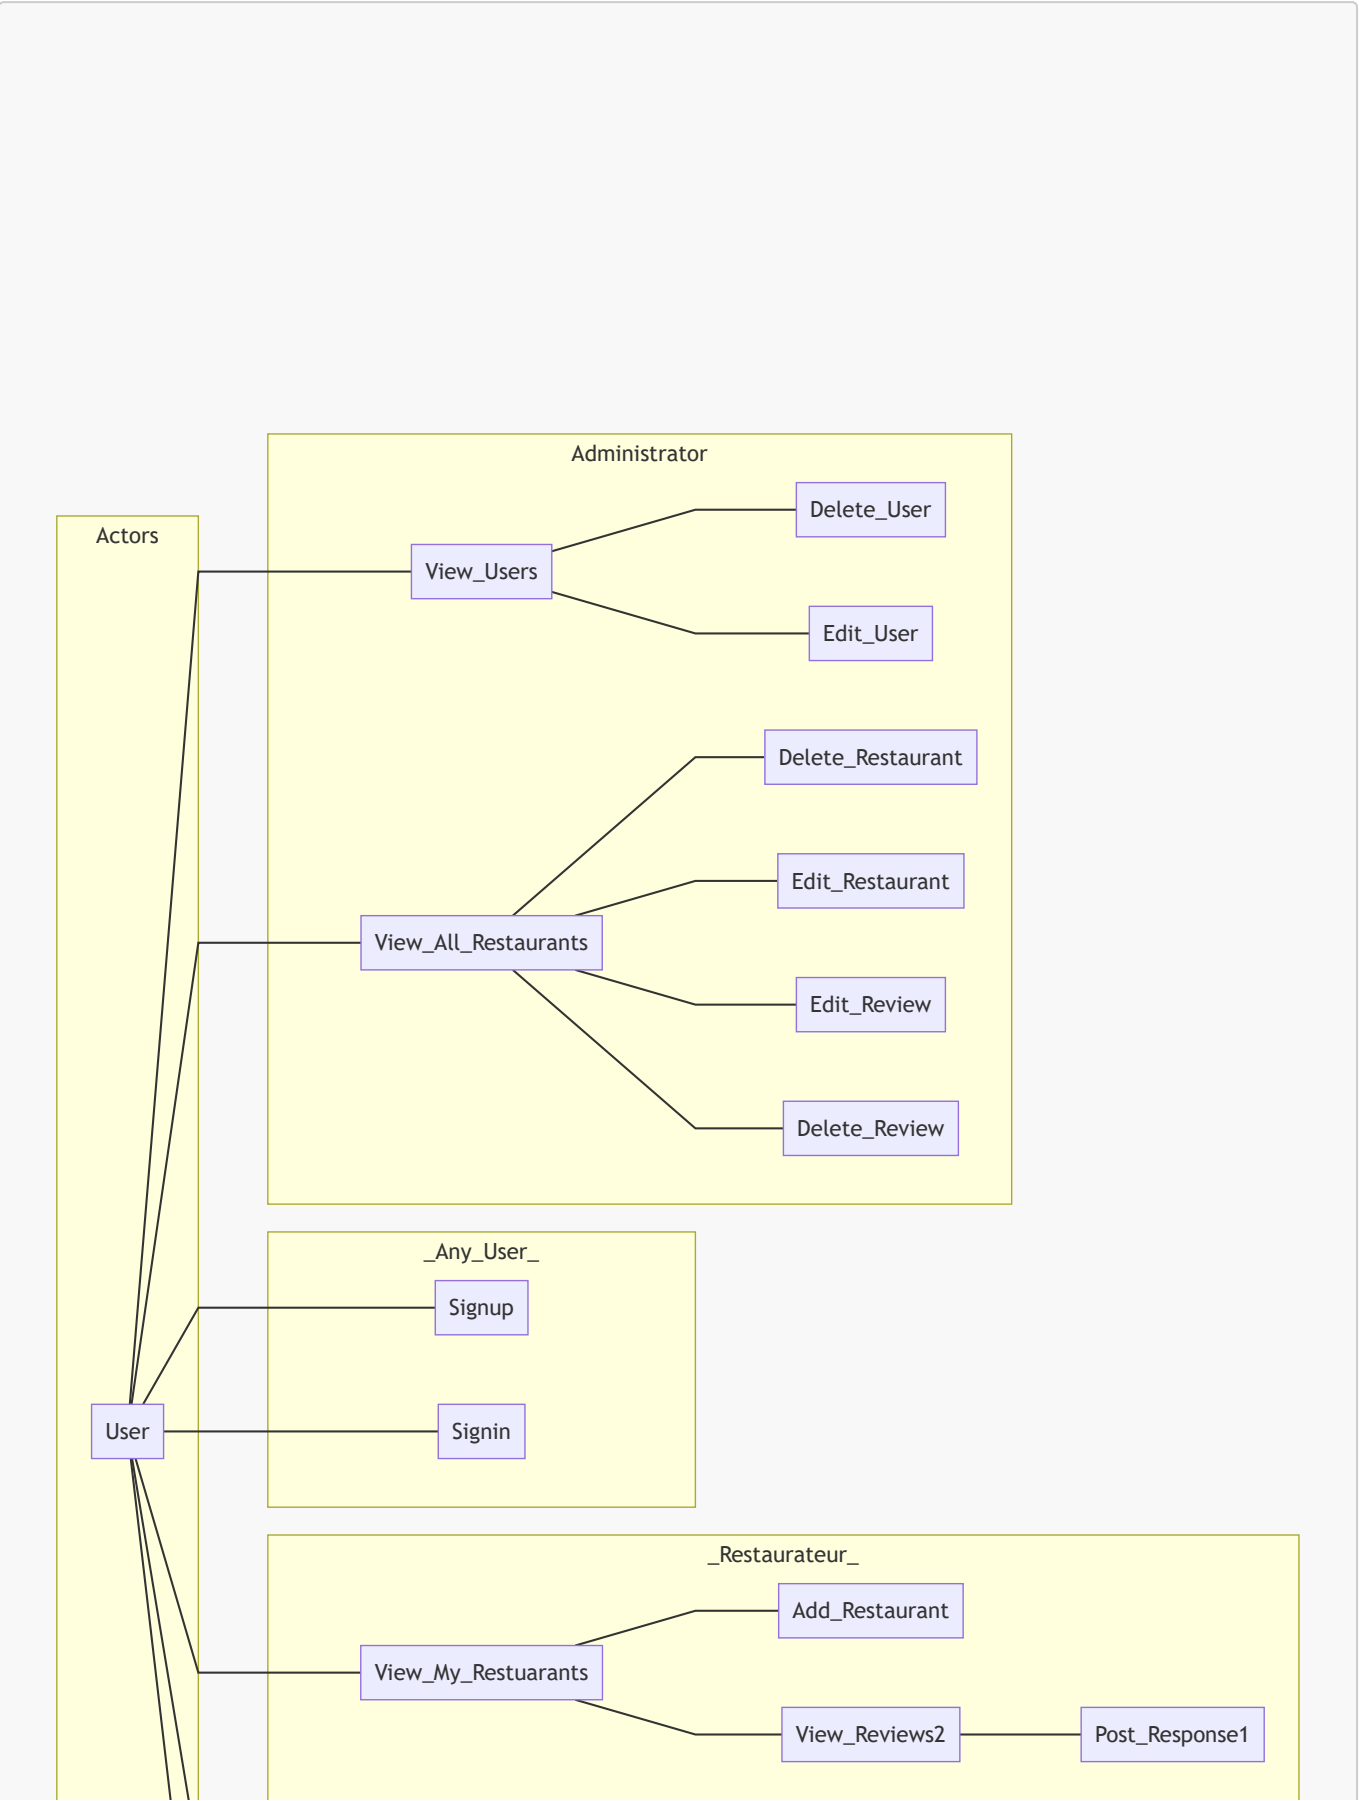 Administrator
Delete_User
Actors
View_Users
Edit_User
Delete_Restaurant
Edit_Restaurant
View_All_Restaurants
Edit_Review
Delete_Review
_Any_User_
Signup
User
Signin
_Restaurateur_
Add_Restaurant
View_My_Restuarants
View_Reviews2
Post_Response1